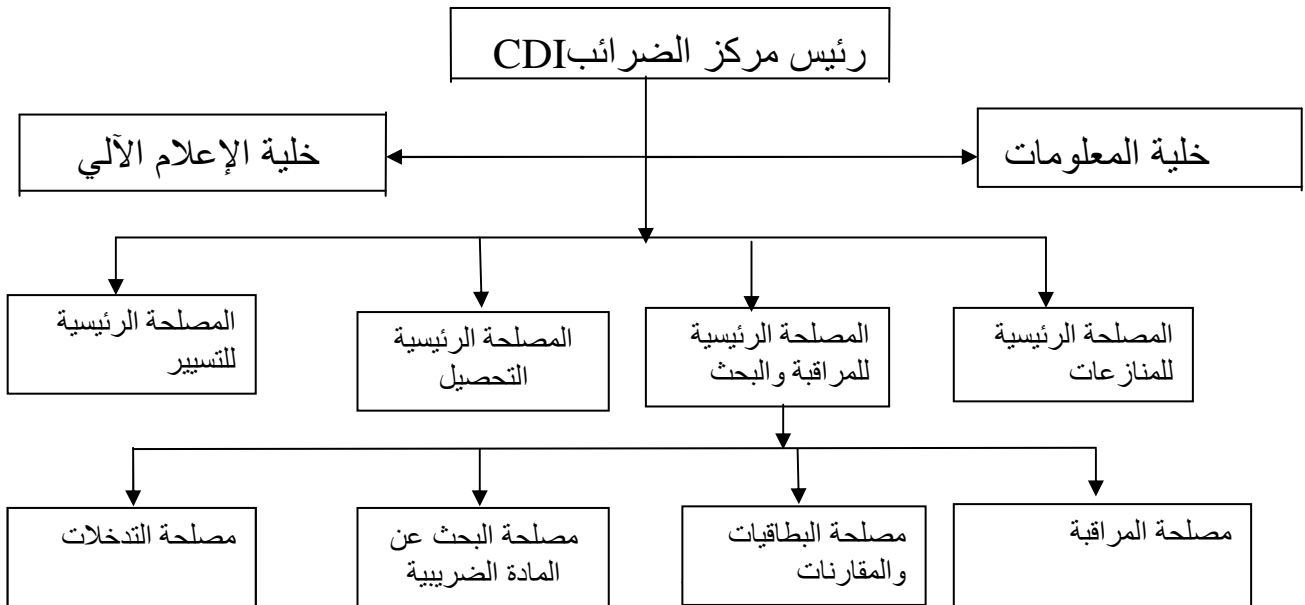 رئيس مركز الضرائبCDI
خلية المعلومات
خلية الإعلام الآلي
المصلحة الرئيسية
للمنازعات
المصلحة الرئيسية
للمراقبة والبحث
المصلحة الرئيسية
التحصيل
المصلحة الرئيسية
للتسيير
مصلحة المراقبة
مصلحة البطاقيات
والمقارنات
مصلحة البحث عن
المادة الضريبية
مصلحة التدخلات